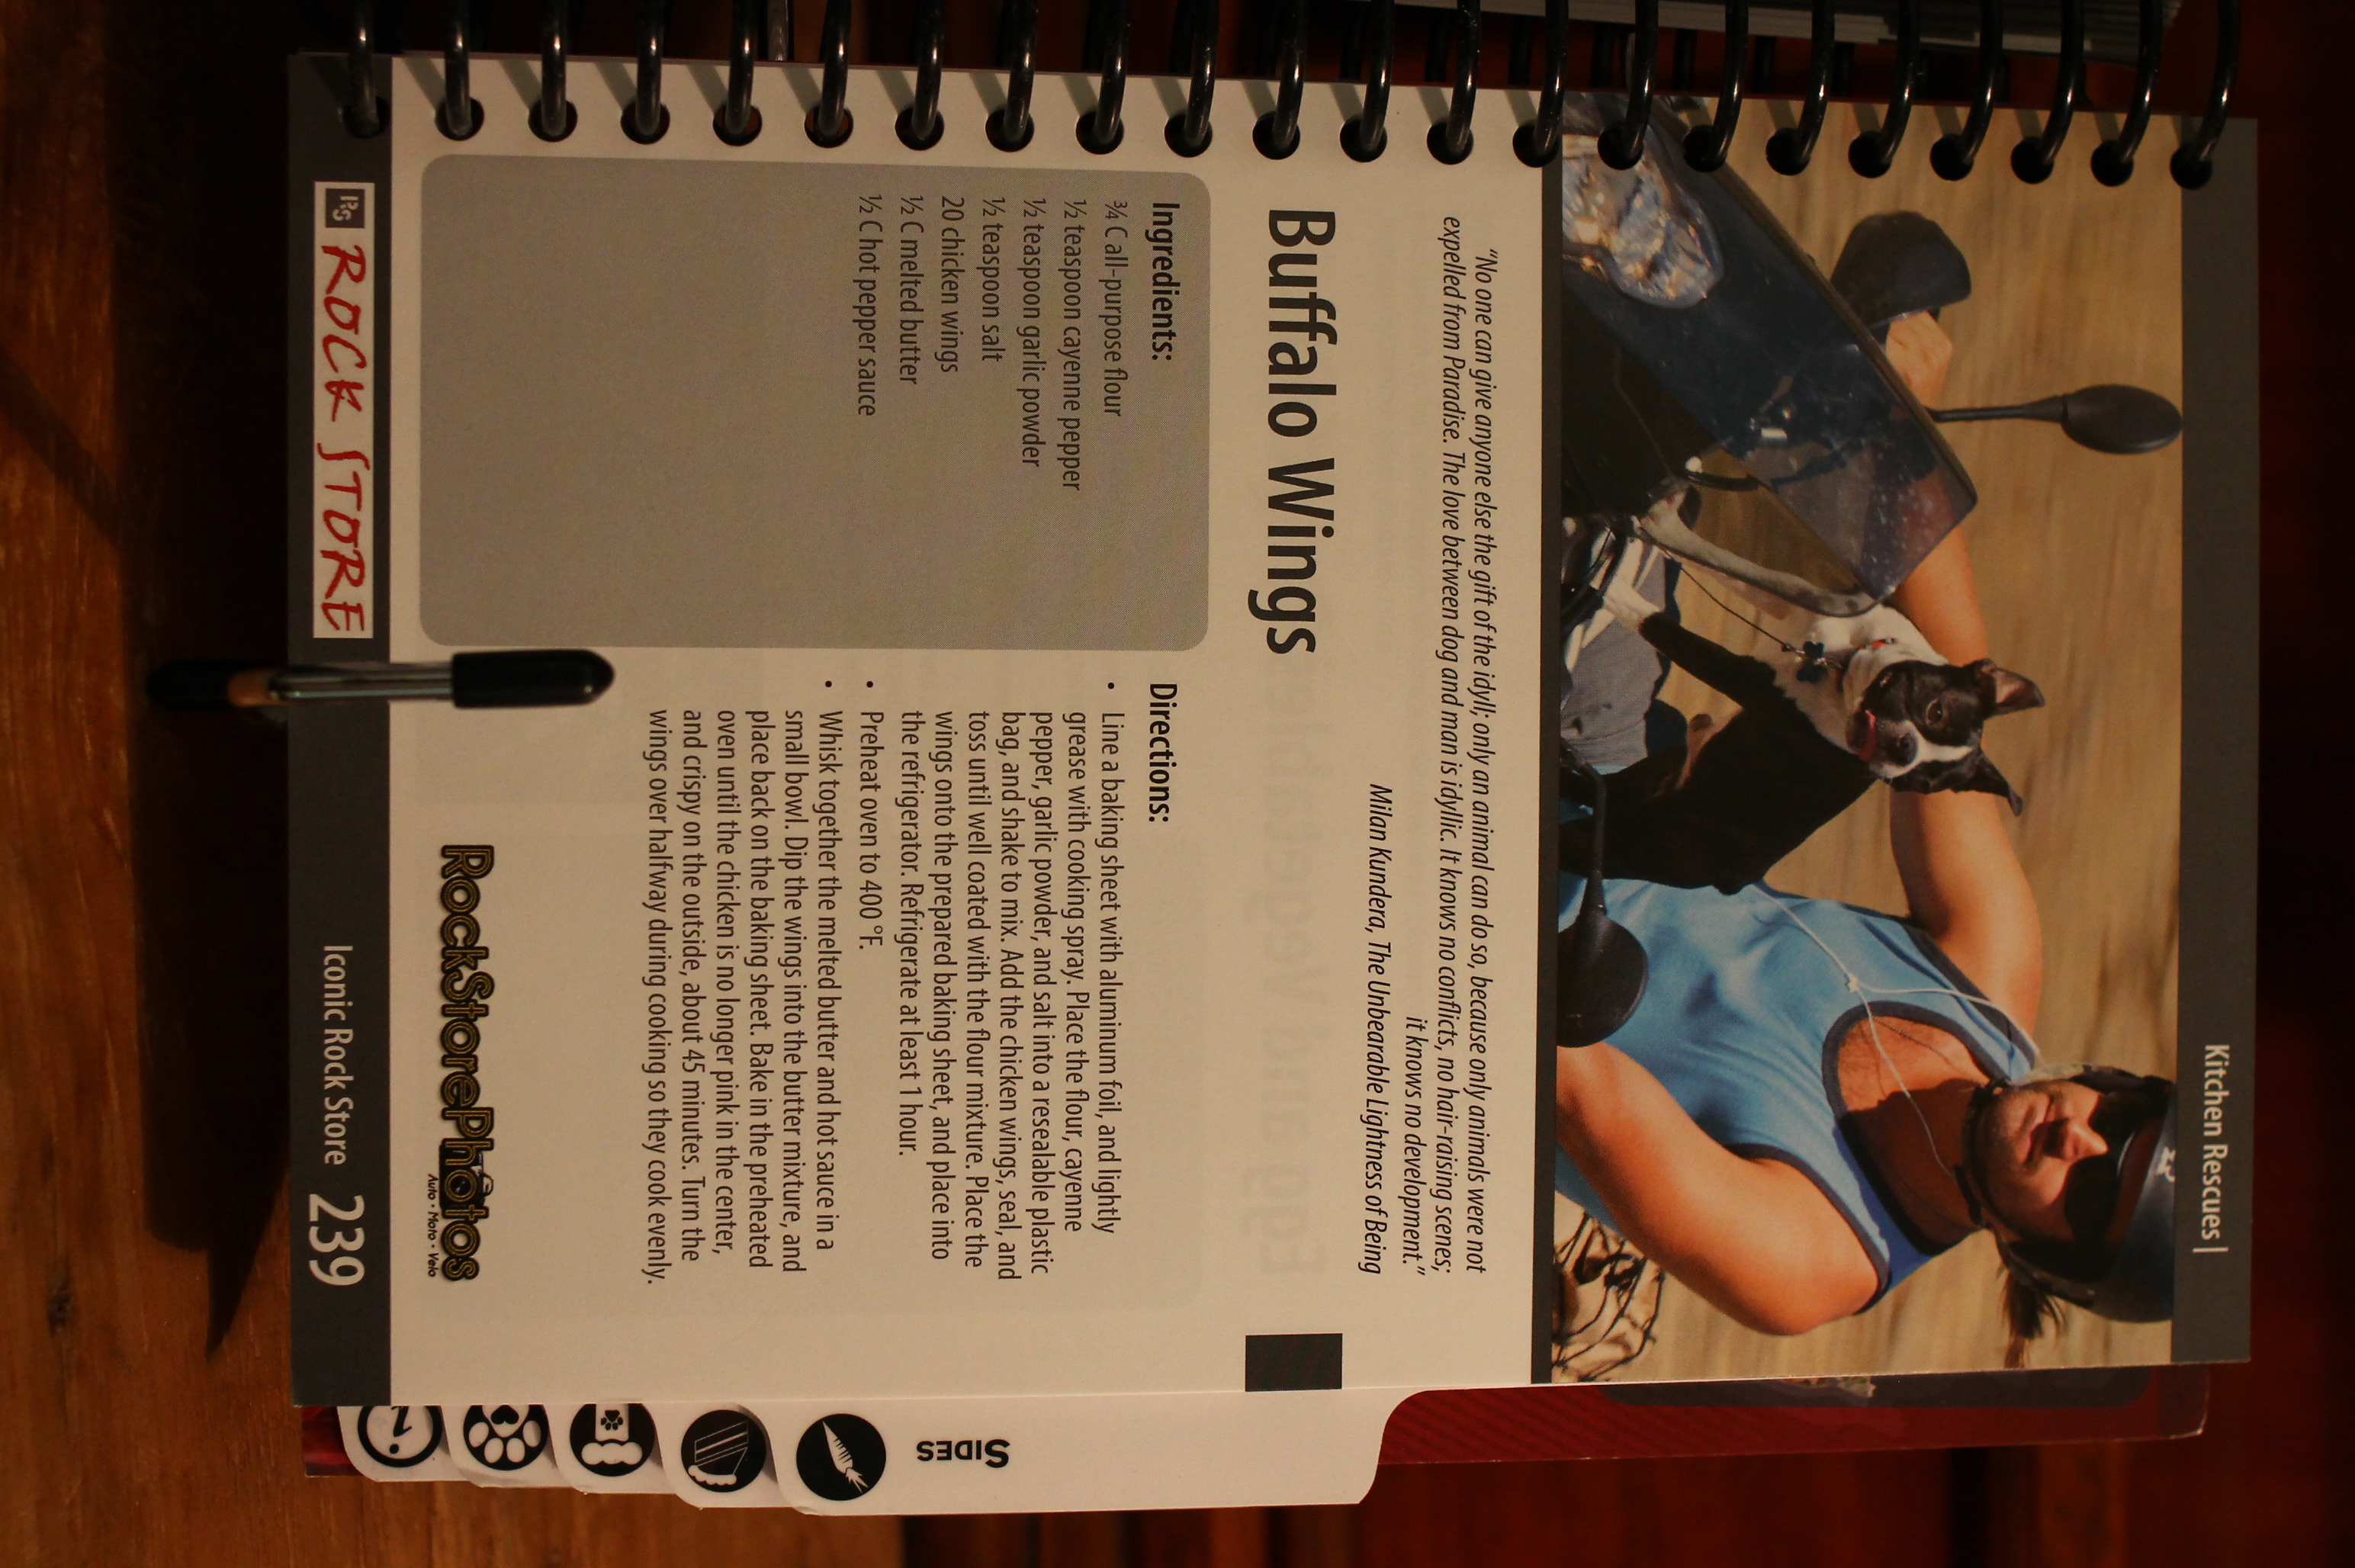 Kitchen Rescues |
"No one can give anyone else the gift of the idyll; only an animal can do so, because only animals were not
expelled from Paradise. The love between dog and man is idyllic. It knows no conflicts, no hair-raising scenes;
it knows no development."
Milan Kundera, The Unbearable Lightness of Being
Buffalo Wings
Ingredients:
¾ C all-purpose flour
½ teaspoon cayenne pepper
½ teaspoon garlic powder
½ teaspoon salt
20 chicken wings
½ C melted butter
½ C hot pepper sauce
Directions:
• Line a baking sheet with aluminum foil, and lightly
grease with cooking spray. Place the flour, cayenne
pepper, garlic powder, and salt into a resealable plastic
bag, and shake to mix. Add the chicken wings, seal, and
toss until well coated with the flour mixture. Place the
wings onto the prepared baking sheet, and place into
the refrigerator. Refrigerate at least 1 hour.
• Preheat oven to 400 °F.
• Whisk together the melted butter and hot sauce in a
small bowl. Dip the wings into the butter mixture, and
place back on the baking sheet. Bake in the preheated
oven until the chicken is no longer pink in the center,
and crispy on the outside, about 45 minutes. Turn the
wings over halfway during cooking so they cook evenly.
SIDES
i
RockStorePhotos
Auto • Moto • Velo
RS ROCK STORE
Iconic Rock Store 239